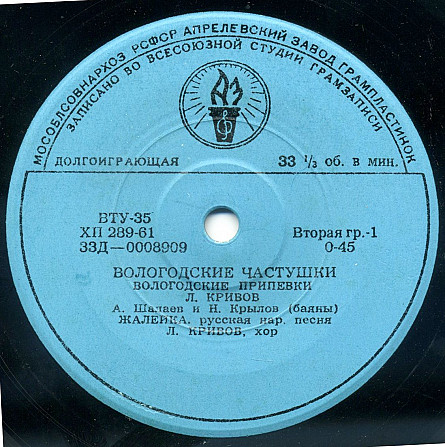 МОСОБЛСОВНАРХОЗ РСФСР АПРЕЛЕВСКИЙ ЗАВОД ГРАМПЛАСТИНОК
ЗАПИСАНО ВО ВСЕСОЮЗНОЙ СТУДИИ ГРАМЗАПИСИ
АЗ
ДОЛГОИГРАЮЩАЯ
33 ⅓ об. в мин.
ВТУ-35
ХП 289-61
33Д—0008909
Вторая гр.-1
0-45
ВОЛОГОДСКИЕ ЧАСТУШКИ
ВОЛОГОДСКИЕ ПРИПЕВКИ
Л. КРИВОВ
А. Шалаев и Н. Крылов (баяны)
ЖАЛЕЙКА, русская нар. песня
Л. КРИВОВ, хор